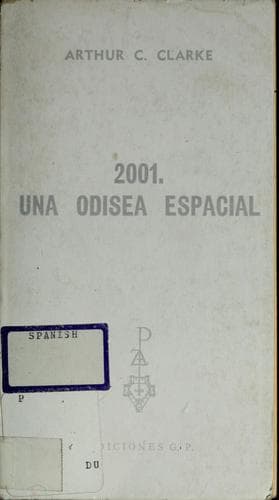 ARTHUR C. CLARKE
2001.
UNA ODISEA ESPACIAL
SPANISH
P
P
A
EDICIONES G. P.
DU